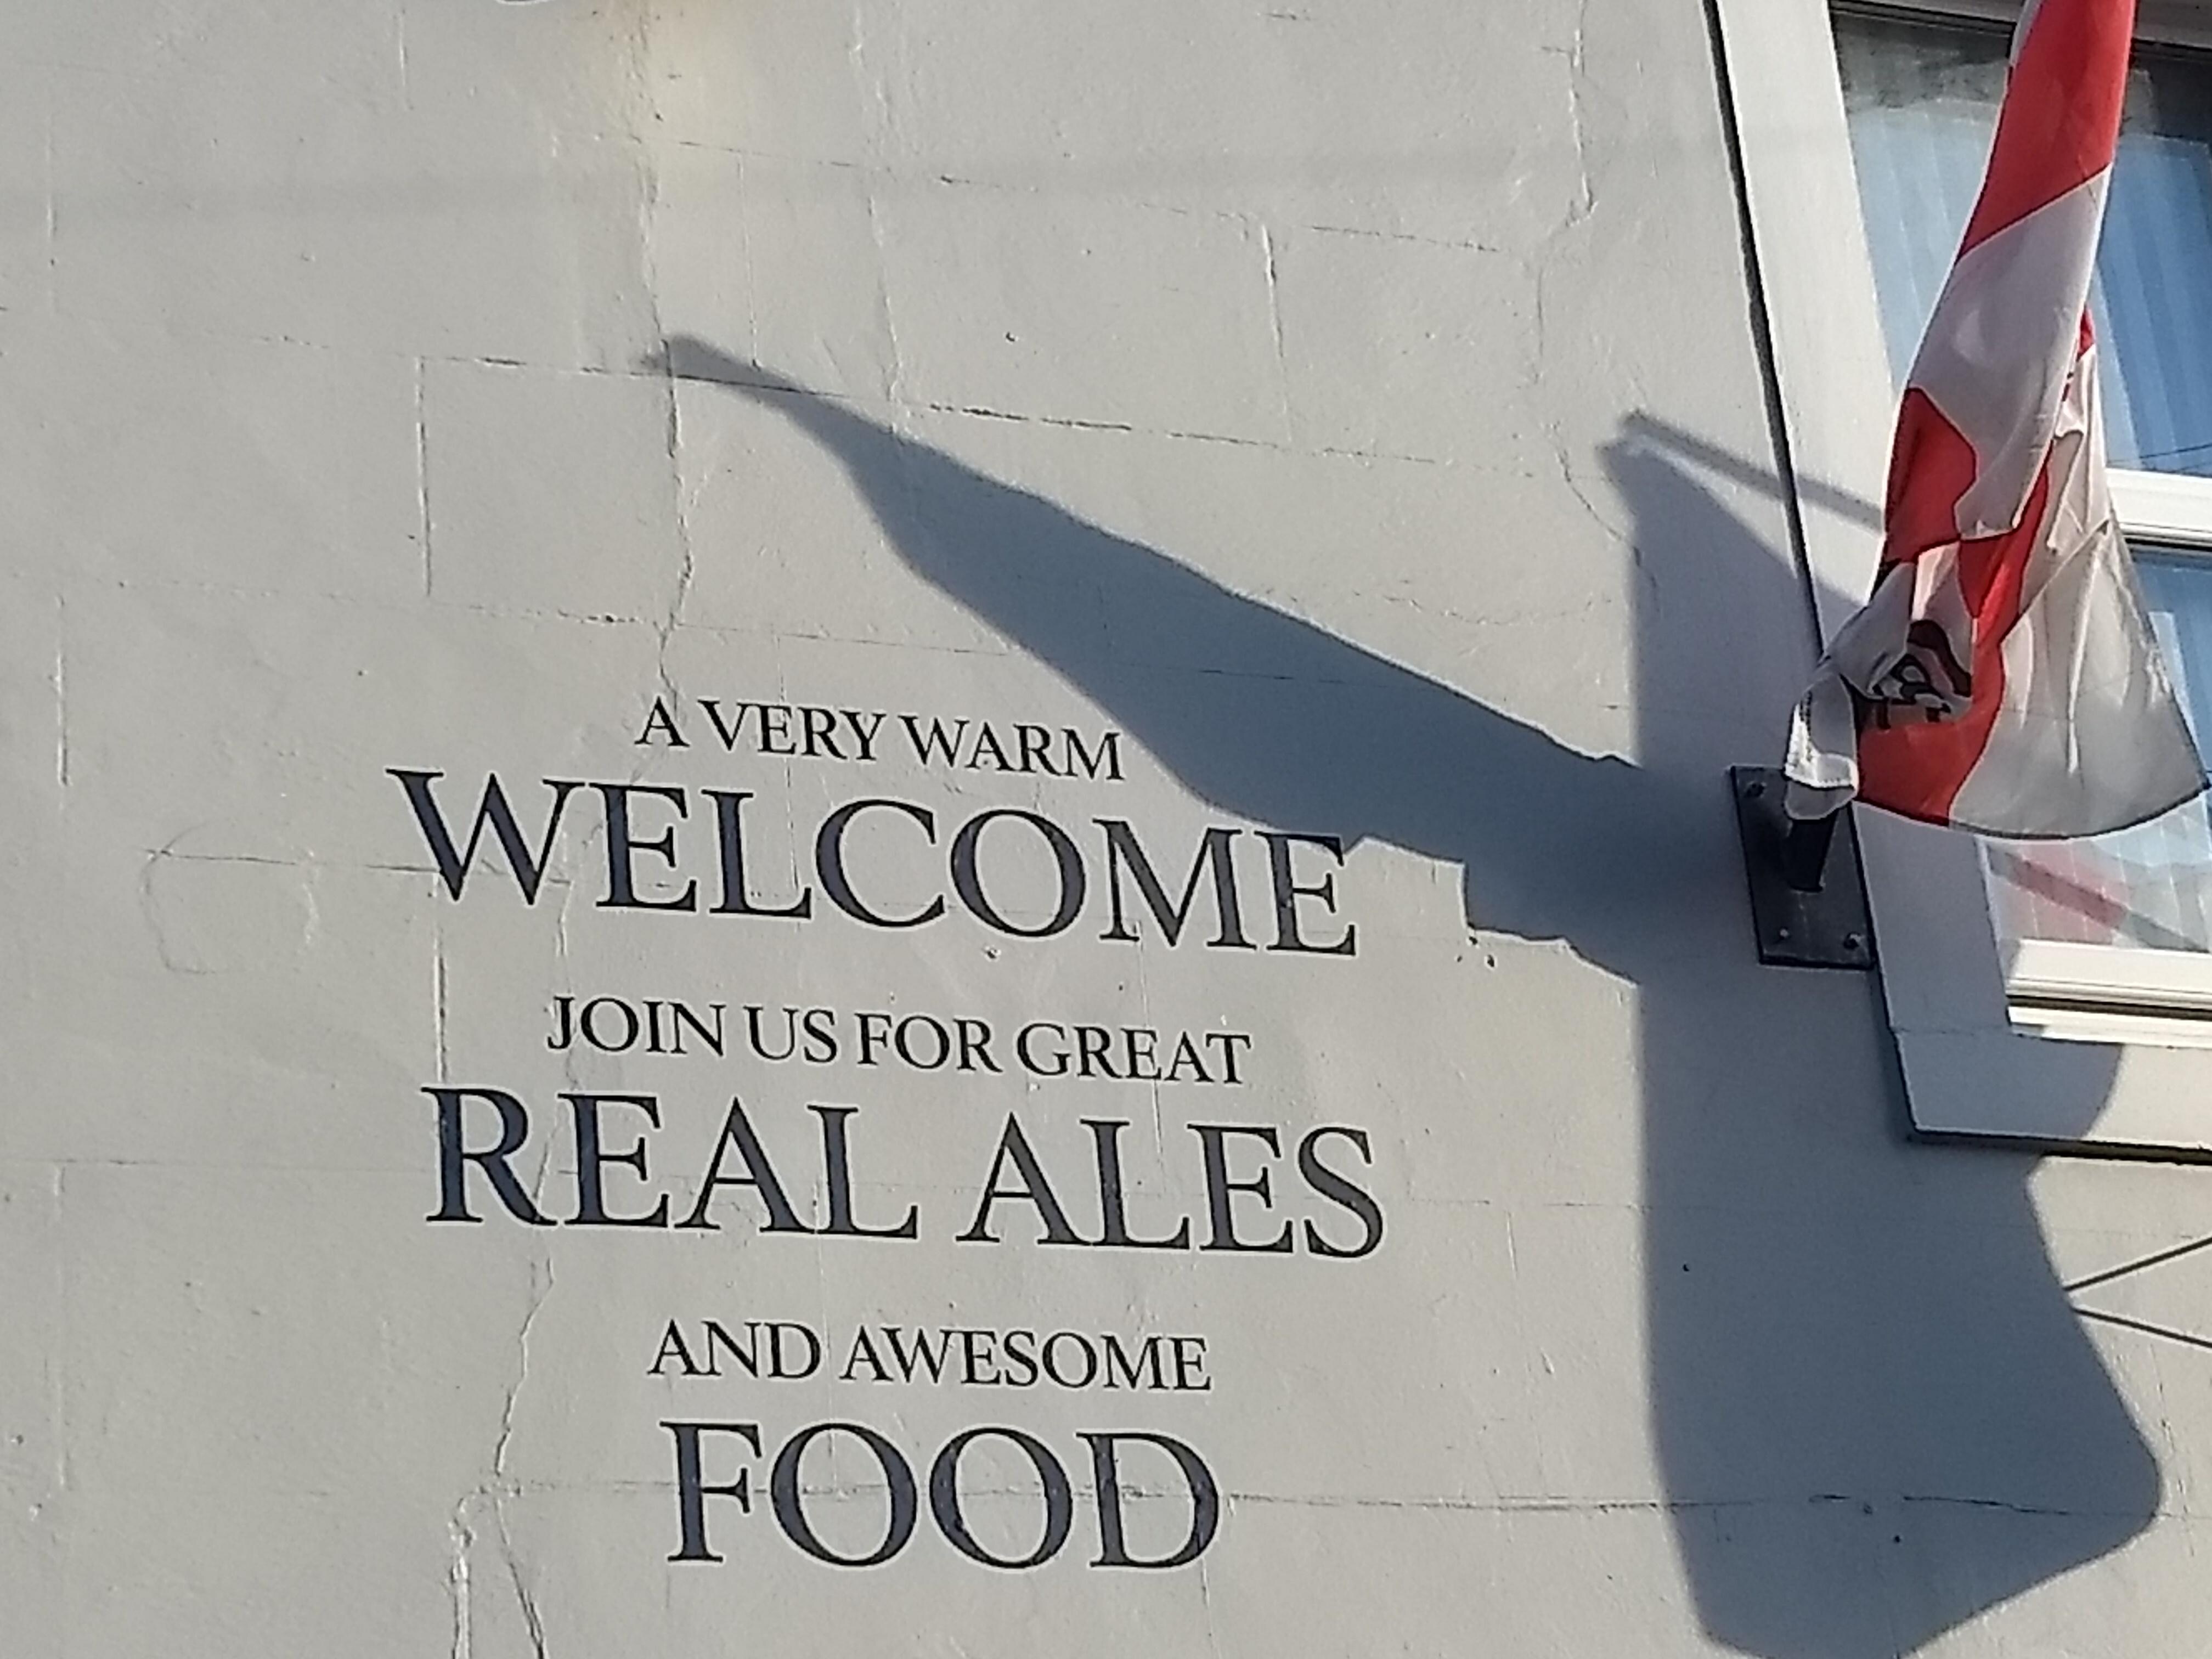 A VERY WARM
WELCOME
JOIN US FOR GREAT
REAL ALES
AND AWESOME
FOOD